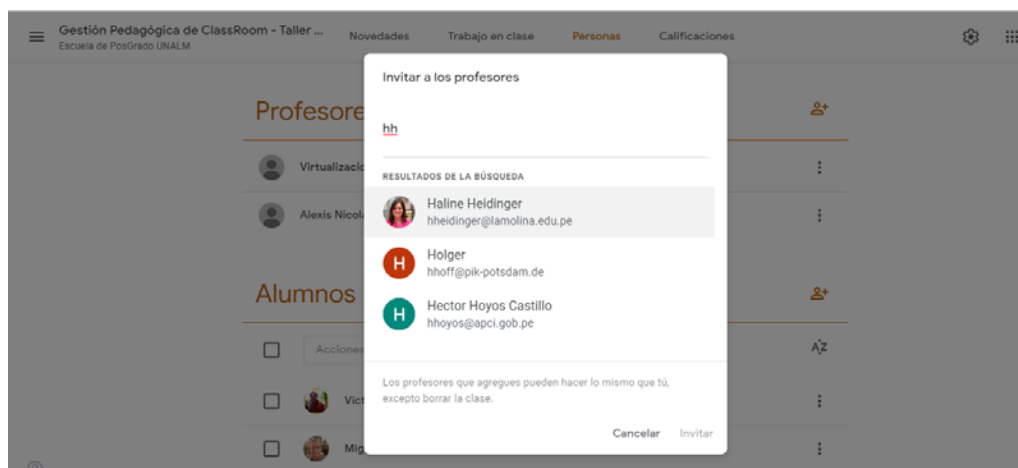 Gestión Pedagógica de ClassRoom - Taller ...
Escuela de PosGrado UNALM
Novedades Trabajo en clase Personas Calificaciones
Invitar a los profesores
Profesore
hh
Virtualizacio
RESULTADOS DE LA BÚSQUEDA
Haline Heidinger
hheidinger@lamolina.edu.pe
Alexis Nicol
Holger
hhoff@pik-potsdam.de
Alumnos
Hector Hoyos Castillo
hhoyos@apci.gob.pe
Acciones
AZ
Los profesores que agregues pueden hacer lo mismo que tú,
excepto borrar la clase.
Vict
Cancelar Invitar
Mig